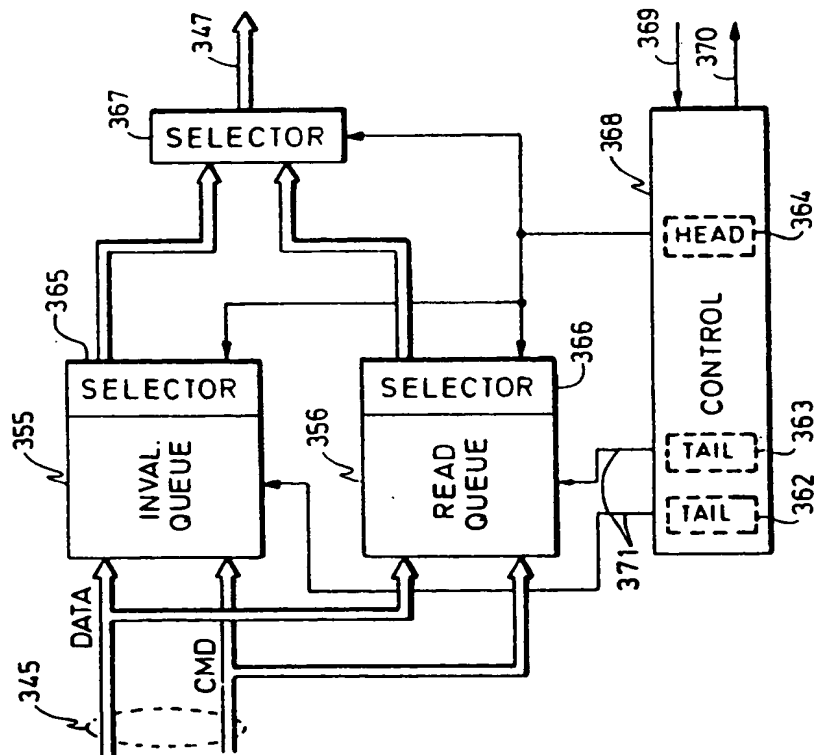 345
DATA
CMD
355
INVAL.
QUEUE
SELECTOR
365
356
READ
QUEUE
SELECTOR
366
367
SELECTOR
347
371
TAIL
362
TAIL
363
CONTROL
HEAD
364
368
369
370